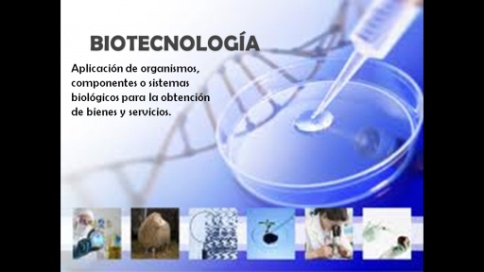 BIOTECNOLOGÍA
Aplicación de organismos,
componentes o sistemas
biológicos para la obtención
de bienes y servicios.